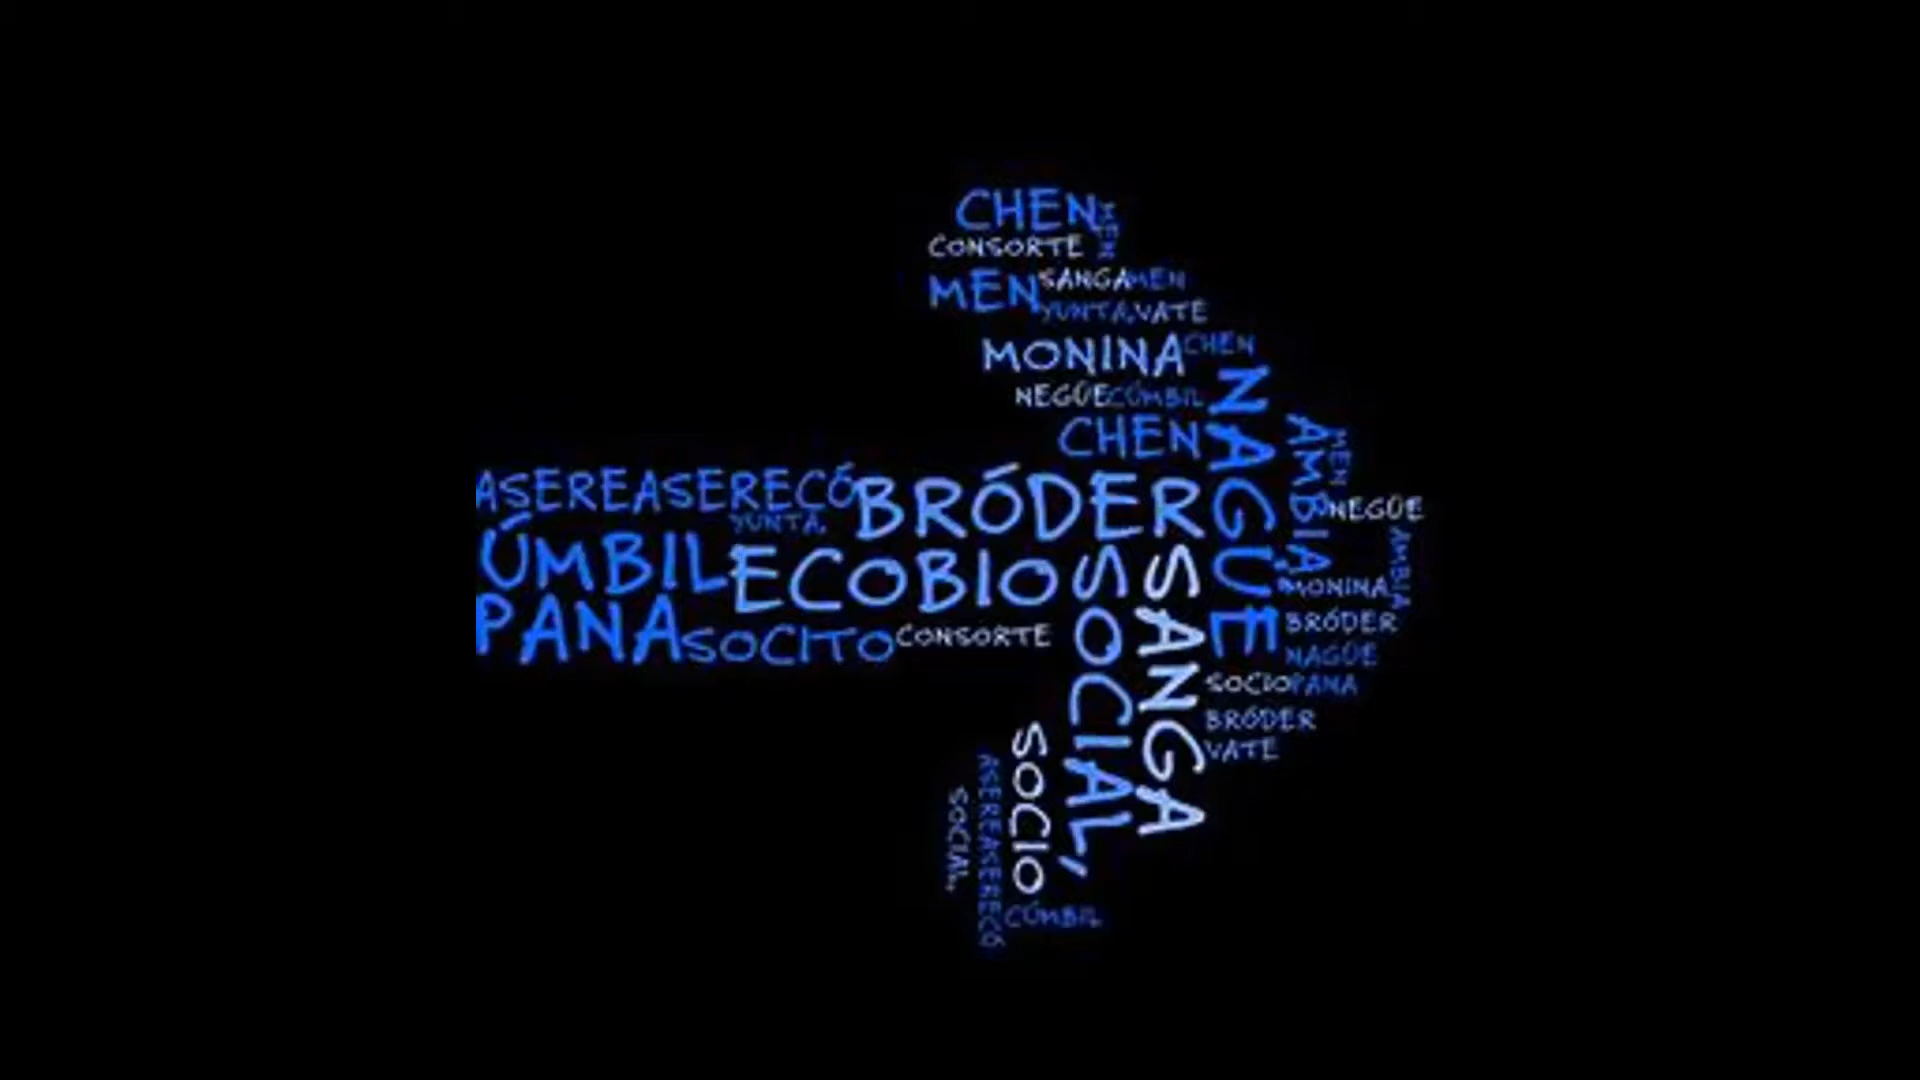 CHEN
MEN
CONSORTE
MEN
SANGA
MEN
YUNTA,
VATE
MONINA
CHEN
NEGÜE
CÚMBIL
CHEN
NAGÜE
AMBIA
MEN
NEGÜE
AMBIA
ASEREASERECÓ
YUNTA,
BRÓDER
ÚMBIL
ECOBIO
PANA
SOCITO
CONSORTE
SOCIAL,
SANGA
MONINA
BRÓDER
NAGÜE
SOCIO
PANA
BRÓDER
VATE
SOCIO
ASEREASERECÓ
SOCIAL,
CÚMBIL